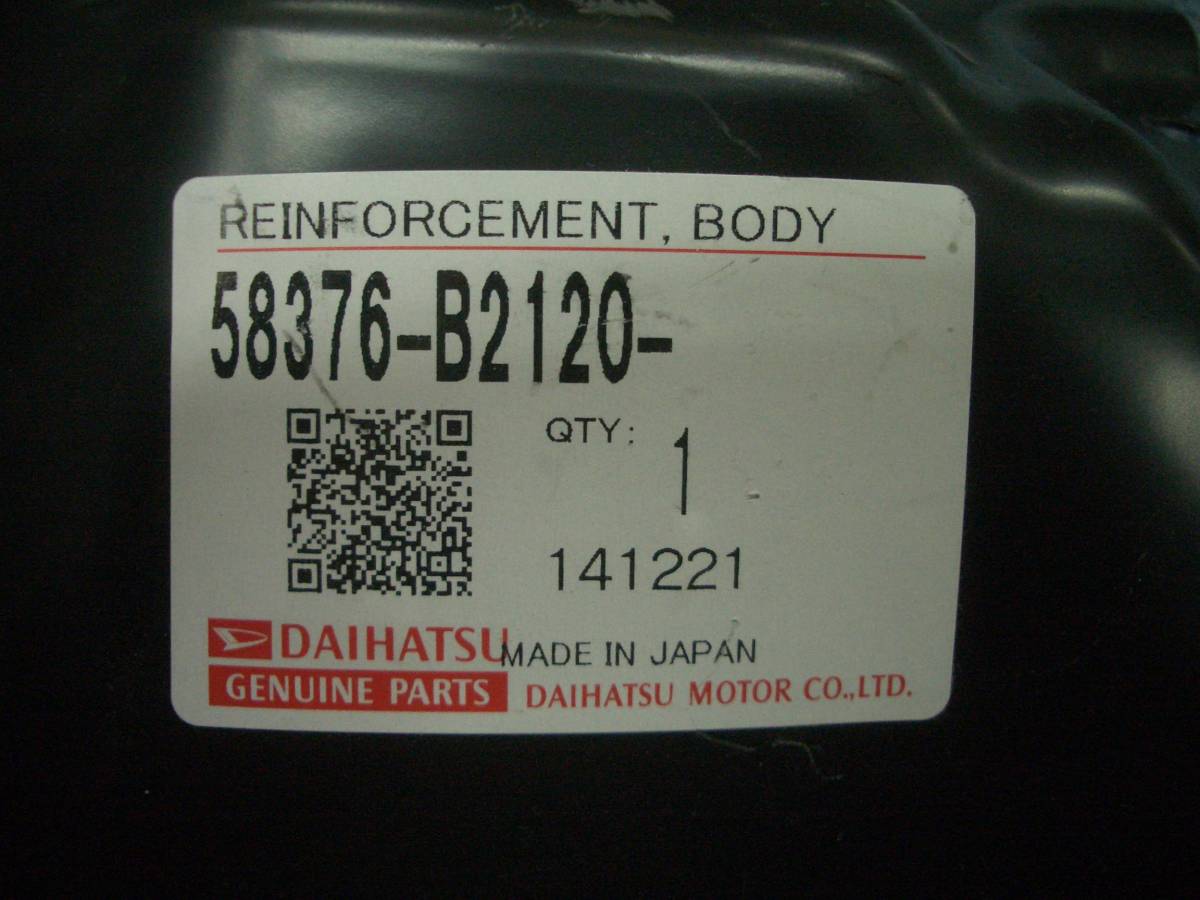 REINFORCEMENT, BODY
58376-B2120-
QTY: 1
141221
DAIHATSU MADE IN JAPAN
GENUINE PARTS DAIHATSU MOTOR CO.,LTD.